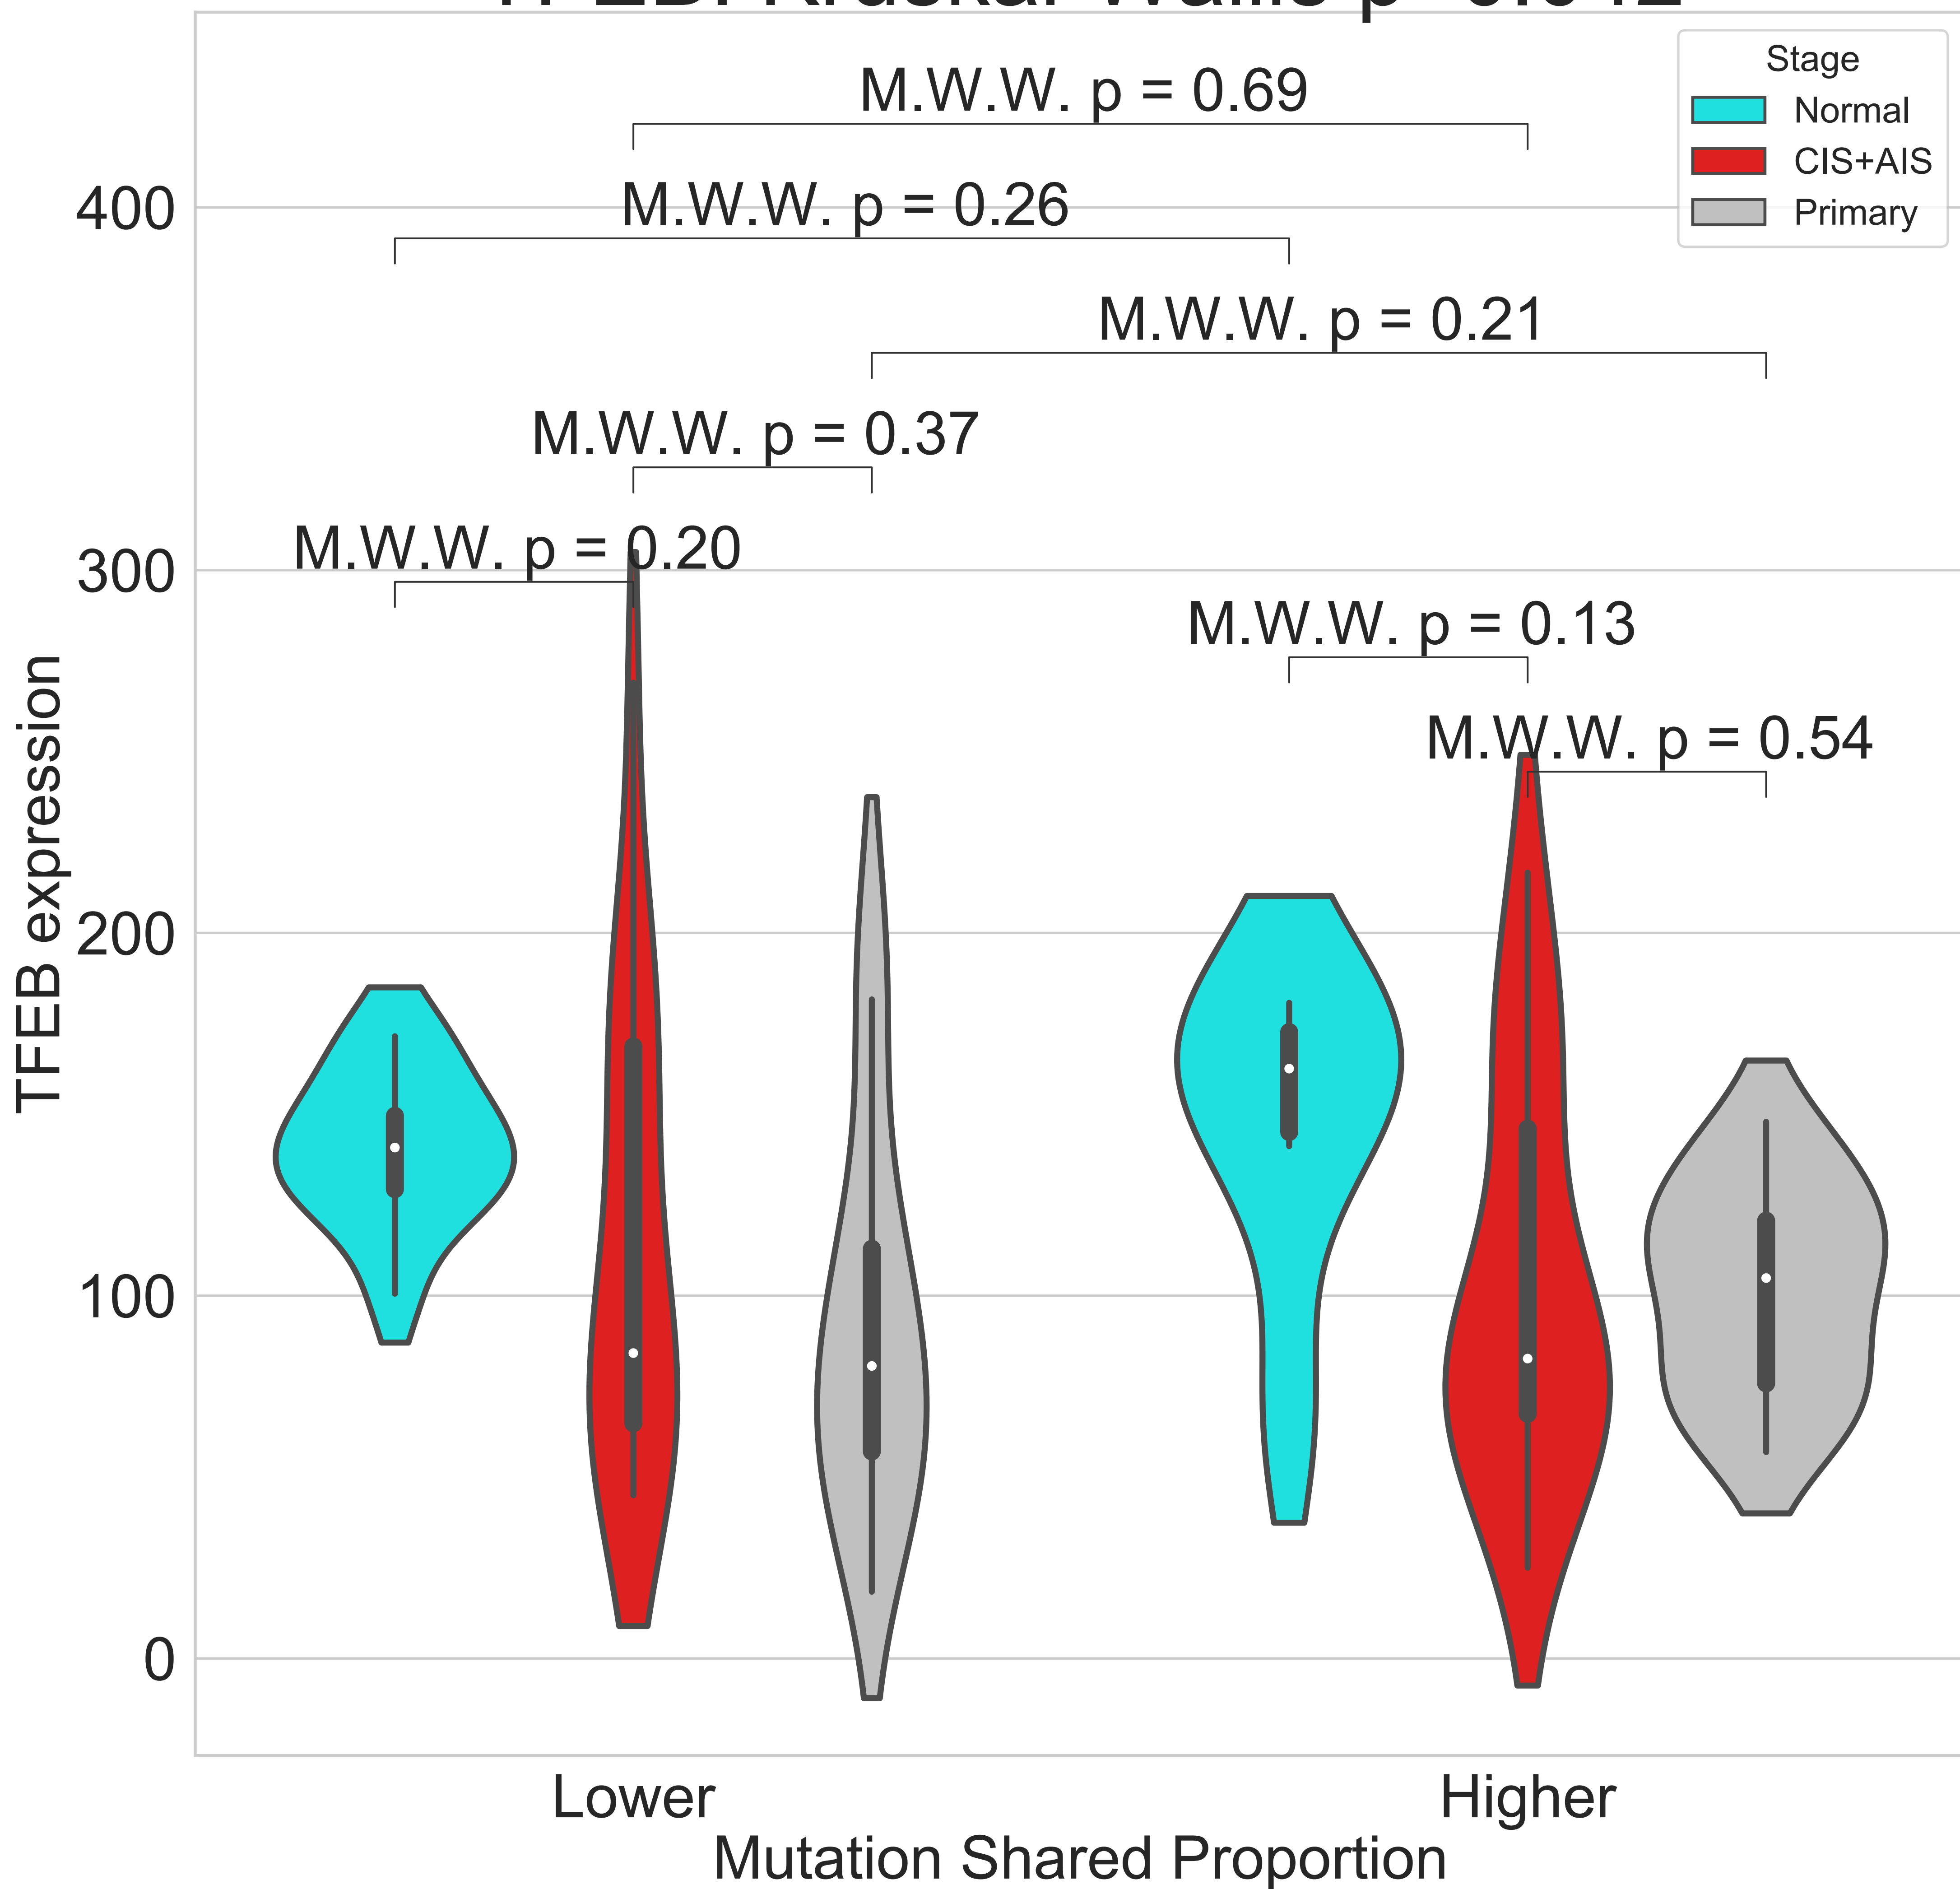 Stage
Normal
CIS+AIS
Primary
M.W.W. p = 0.69
M.W.W. p = 0.26
M.W.W. p = 0.21
M.W.W. p = 0.37
M.W.W. p = 0.20
M.W.W. p = 0.13
M.W.W. p = 0.54
400
300
200
100
0
TFEB expression
Lower
Higher
Mutation Shared Proportion